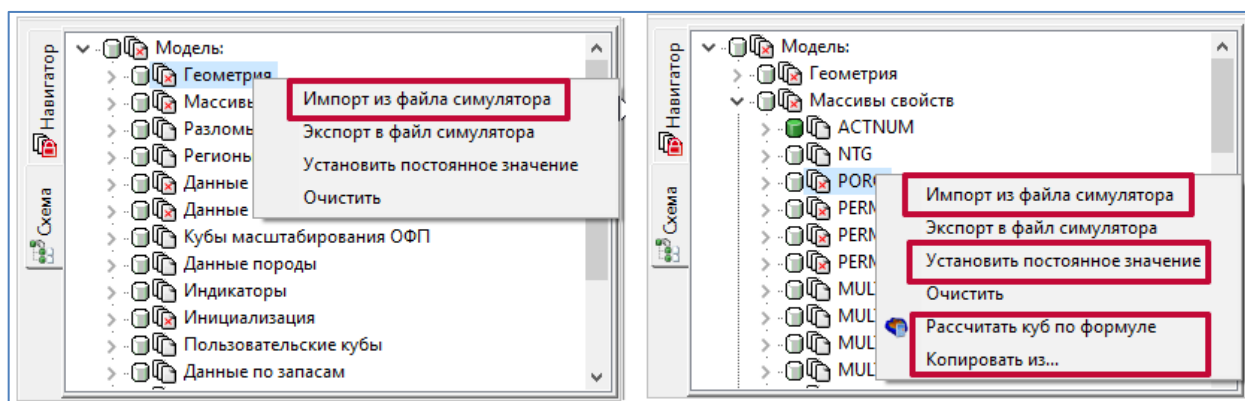 Навигатор
Схема
Модель:
Геометрия
Массивы
Разломы
Регионы
Данные
Данные
Кубы масштабирования ОФП
Данные породы
Индикаторы
Инициализация
Пользовательские кубы
Данные по запасам
Импорт из файла симулятора
Экспорт в файл симулятора
Установить постоянное значение
Очистить
Навигатор
Схема
Модель:
Геометрия
Массивы свойств
ACTNUM
NTG
PORO
PERM
PERM
PERM
MULT
MULT
MULT
MULT
Импорт из файла симулятора
Экспорт в файл симулятора
Установить постоянное значение
Очистить
Рассчитать куб по формуле
Копировать из...